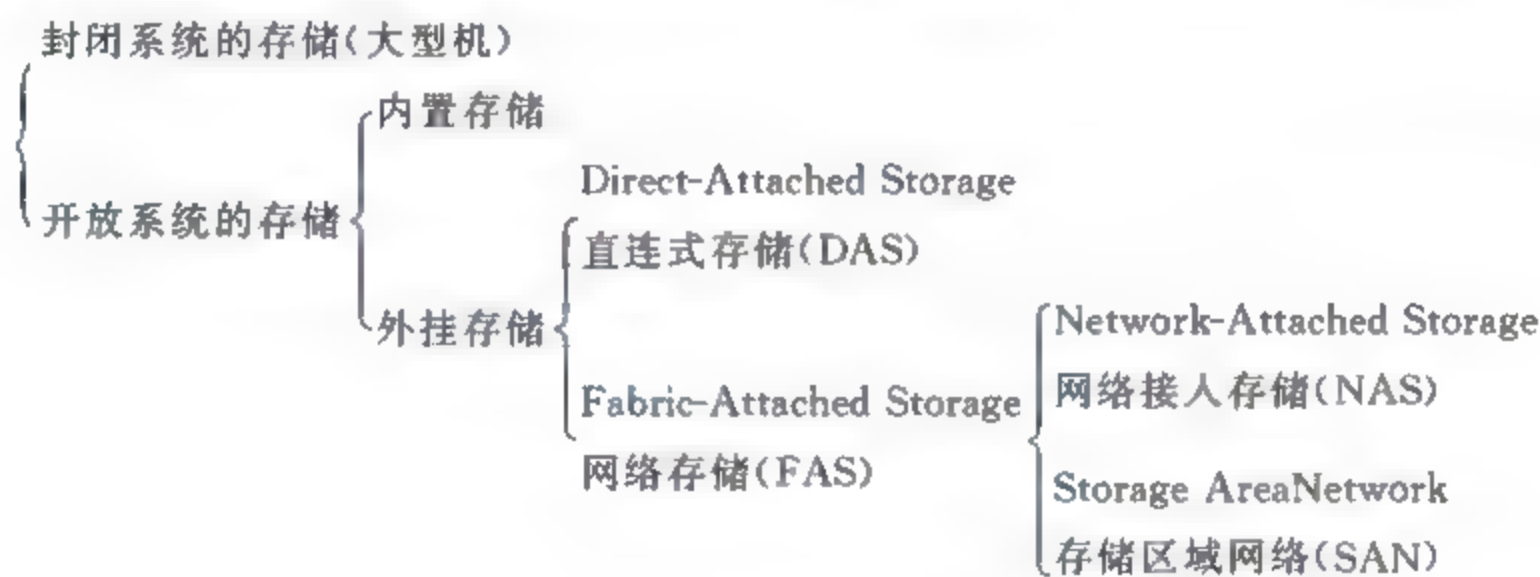 封闭系统的存储(大型机)
开放系统的存储
内置存储
外挂存储
Direct-Attached Storage
直连式存储(DAS)
Fabric-Attached Storage
网络存储(FAS)
Network-Attached Storage
网络接人存储(NAS)
Storage AreaNetwork
存储区域网络(SAN)